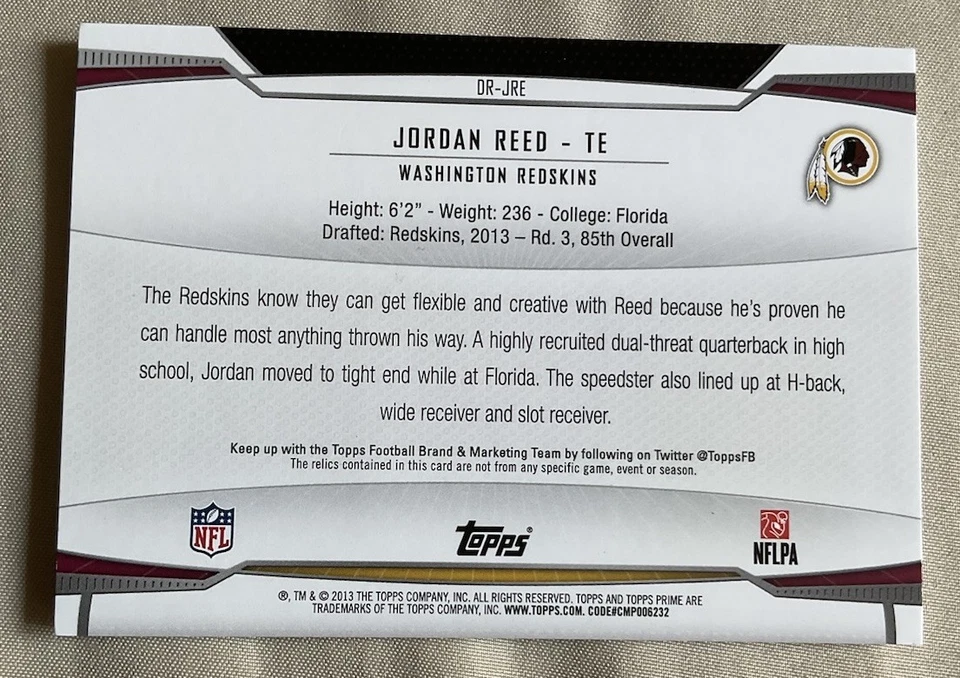 DR-JRE
JORDAN REED - TE
WASHINGTON REDSKINS
Height: 6'2" - Weight: 236 - College: Florida
Drafted: Redskins, 2013 – Rd. 3, 85th Overall
The Redskins know they can get flexible and creative with Reed because he's proven he
can handle most anything thrown his way. A highly recruited dual-threat quarterback in high
school, Jordan moved to tight end while at Florida. The speedster also lined up at H-back,
wide receiver and slot receiver.
Keep up with the Topps Football Brand & Marketing Team by following on Twitter @ToppsFB
The relics contained in this card are not from any specific game, event or season.
NFL
Topps®
NFLPA
®, TM & © 2013 THE TOPPS COMPANY, INC. ALL RIGHTS RESERVED. TOPPS AND TOPPS PRIME ARE
TRADEMARKS OF THE TOPPS COMPANY, INC. WWW.TOPPS.COM. CODE#CMP006232